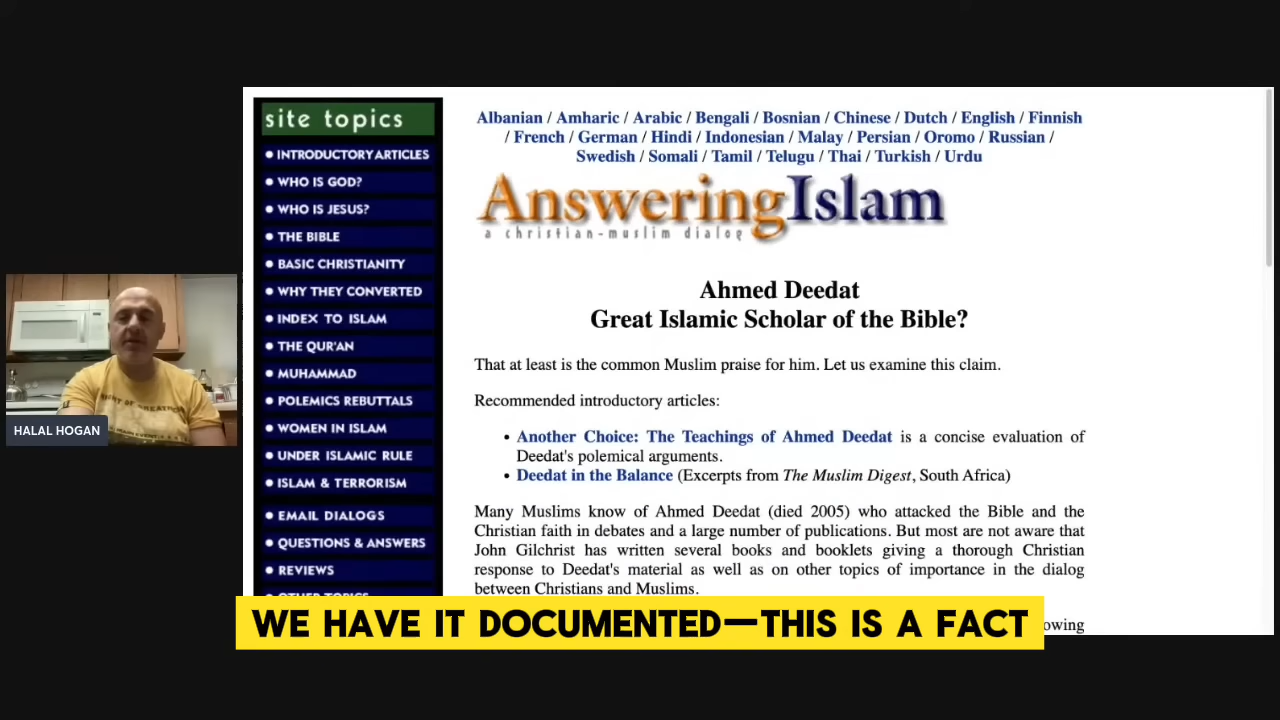 site topics
INTRODUCTORY ARTICLES
WHO IS GOD?
WHO IS JESUS?
THE BIBLE
BASIC CHRISTIANITY
WHY THEY CONVERTED
INDEX TO ISLAM
THE QUR'AN
MUHAMMAD
POLEMICS REBUTTALS
WOMEN IN ISLAM
UNDER ISLAMIC RULE
ISLAM & TERRORISM
EMAIL DIALOGS
QUESTIONS & ANSWERS
REVIEWS
OTHER TOPICS
Albanian / Amharic / Arabic / Bengali / Bosnian / Chinese / Dutch / English / Finnish
/ French / German / Hindi / Indonesian / Malay / Persian / Oromo / Russian /
Swedish / Somali / Tamil / Telugu / Thai / Turkish / Urdu
AnsweringIslam
a christian-muslim dialog
Ahmed Deedat
Great Islamic Scholar of the Bible?
That at least is the common Muslim praise for him. Let us examine this claim.
Recommended introductory articles:
• Another Choice: The Teachings of Ahmed Deedat is a concise evaluation of
Deedat's polemical arguments.
• Deedat in the Balance (Excerpts from The Muslim Digest, South Africa)
Many Muslims know of Ahmed Deedat (died 2005) who attacked the Bible and the
Christian faith in debates and a large number of publications. But most are not aware that
John Gilchrist has written several books and booklets giving a thorough Christian
response to Deedat's material as well as on other topics of importance in the dialog
between Christians and Muslims.
HALAL HOGAN
WE HAVE IT DOCUMENTED—THIS IS A FACT